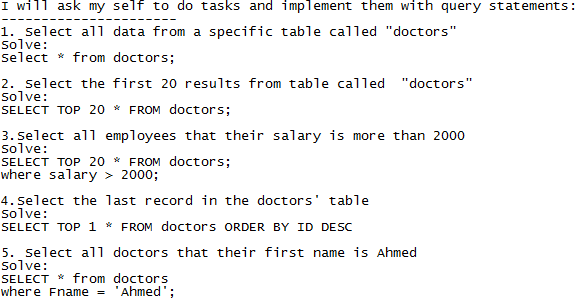 I will ask my self to do tasks and implement them with query statements:
----------------------
1. Select all data from a specific table called "doctors"
Solve:
Select * from doctors;
2. Select the first 20 results from table called  "doctors"
Solve:
SELECT TOP 20 * FROM doctors;
3.Select all employees that their salary is more than 2000
Solve:
SELECT TOP 20 * FROM doctors;
where salary > 2000;
4.Select the last record in the doctors' table
Solve:
SELECT TOP 1 * FROM doctors ORDER BY ID DESC
5. Select all doctors that their first name is Ahmed
Solve:
SELECT * from doctors
where Fname = 'Ahmed';